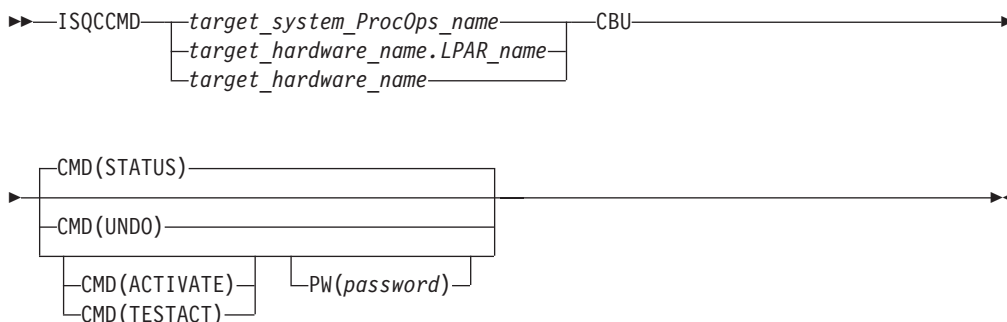 ISQCCMD target_system_ProcOps_name CBU
target_hardware_name.LPAR_name
target_hardware_name
CMD(STATUS)
CMD(UNDO)
CMD(ACTIVATE) PW(password)
CMD(TESTACT)